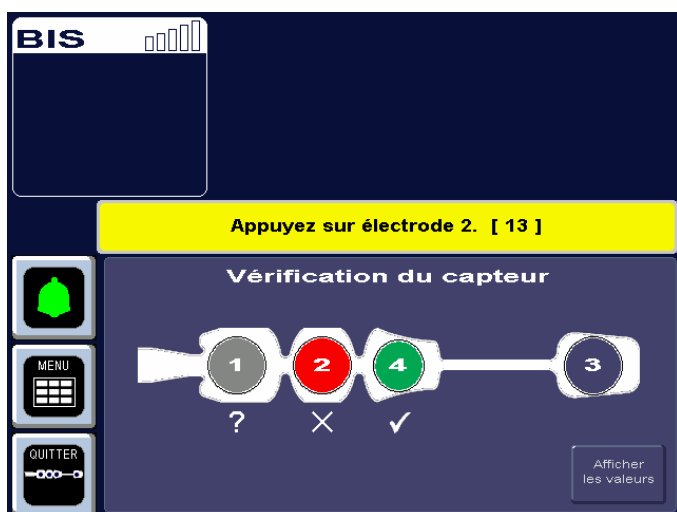 BIS
Appuyez sur électrode 2. [ 13 ]
Vérification du capteur
1 2 4 3
? ✕ ✓
MENU
QUITTER
Afficher
les valeurs